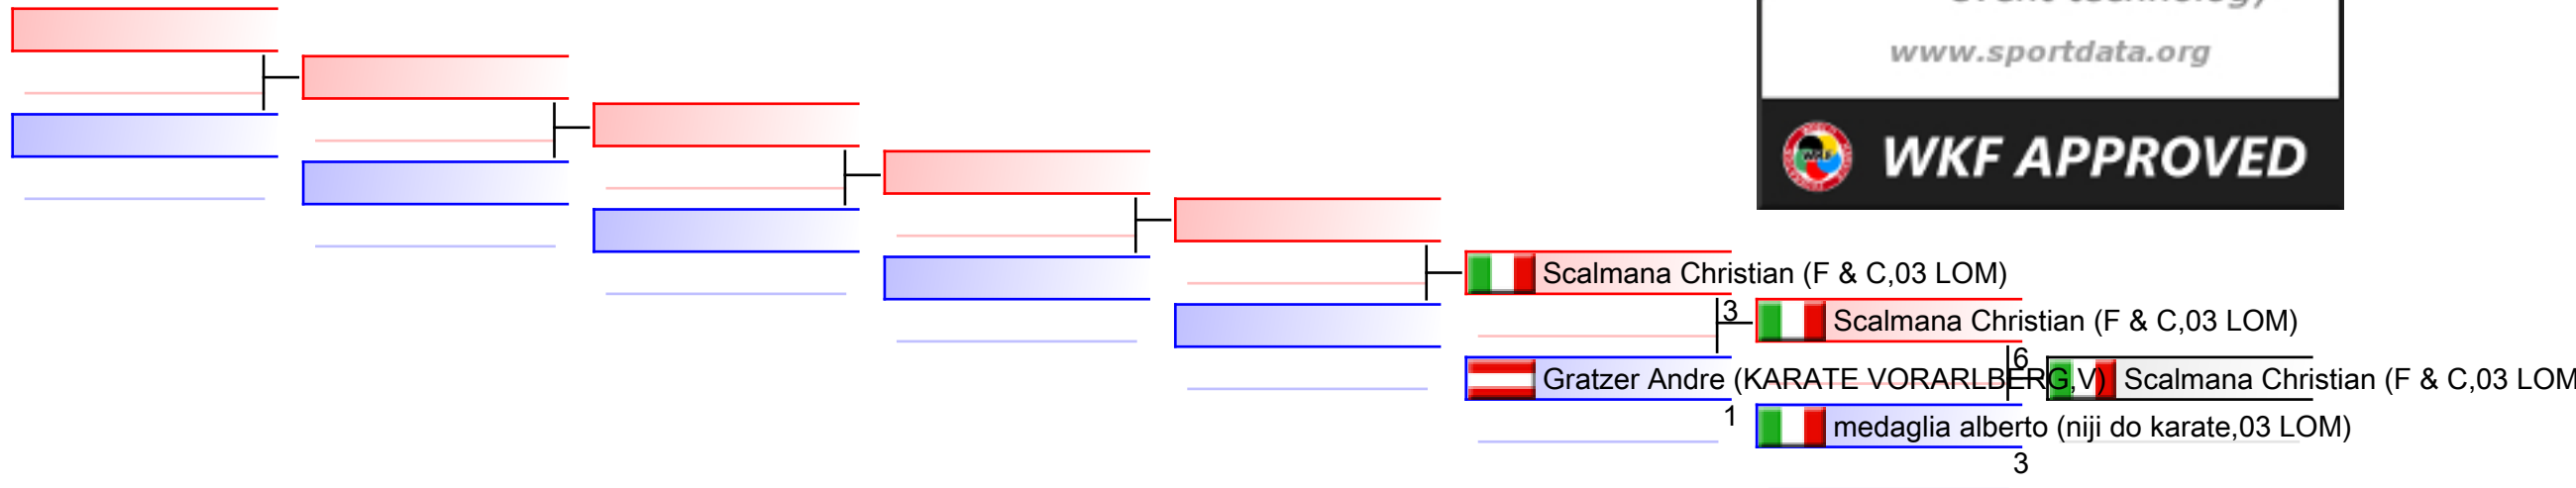 www.sportdata.org
WKF APPROVED
Scalmana Christian (F & C,03 LOM)
3
Scalmana Christian (F & C,03 LOM)
6
Gratzer Andre (KARATE VORARLBERG,V)
Scalmana Christian (F & C,03 LOM
1
medaglia alberto (niji do karate,03 LOM)
3